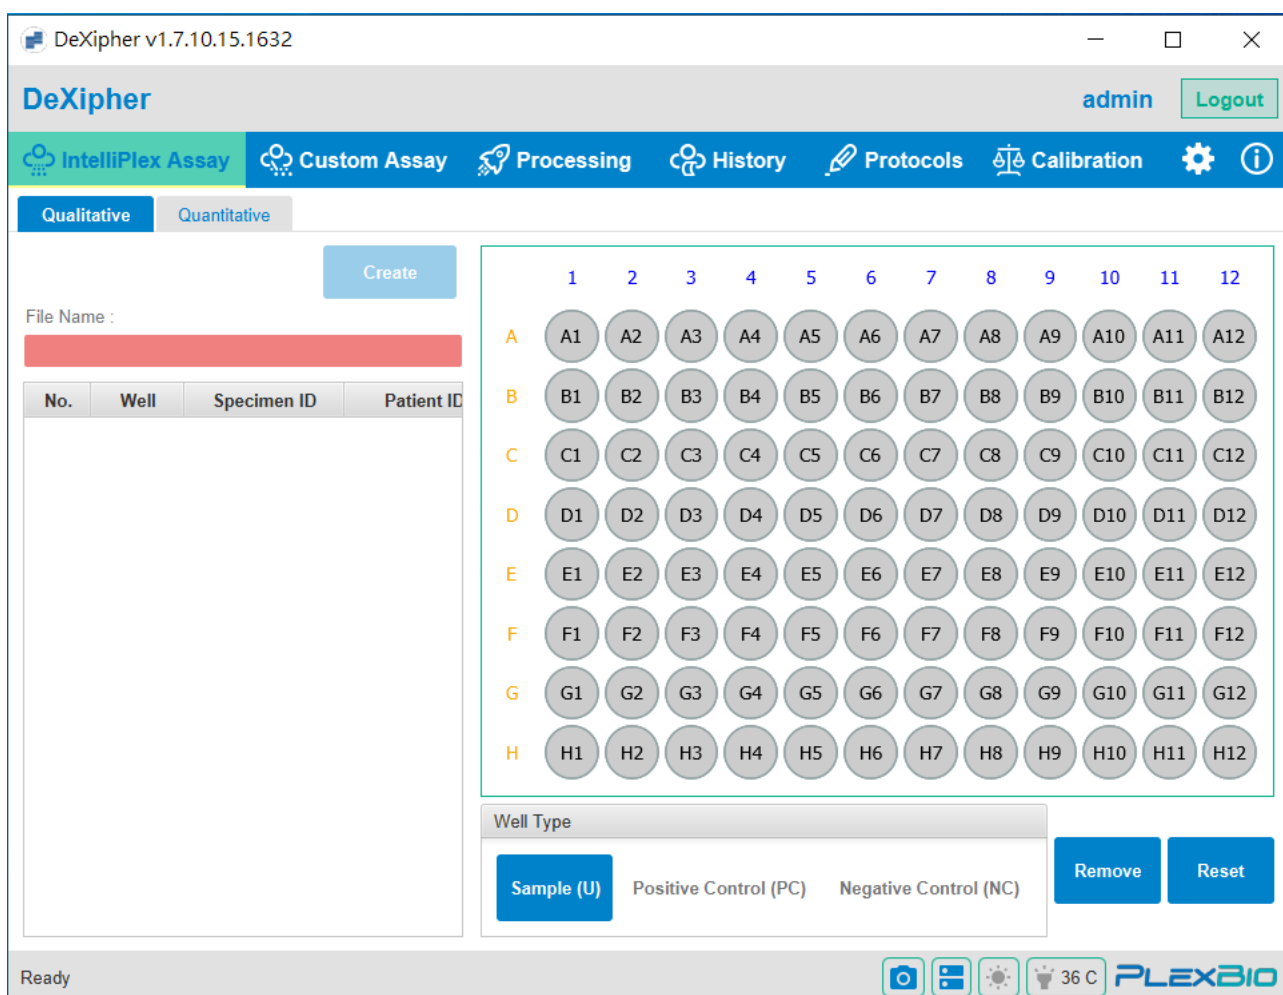 DeXipher v1.7.10.15.1632
DeXipher admin Logout
IntelliPlex Assay Custom Assay Processing History Protocols Calibration
Qualitative Quantitative
Create
File Name :
No. Well Specimen ID Patient ID
1 2 3 4 5 6 7 8 9 10 11 12
A A1 A2 A3 A4 A5 A6 A7 A8 A9 A10 A11 A12
B B1 B2 B3 B4 B5 B6 B7 B8 B9 B10 B11 B12
C C1 C2 C3 C4 C5 C6 C7 C8 C9 C10 C11 C12
D D1 D2 D3 D4 D5 D6 D7 D8 D9 D10 D11 D12
E E1 E2 E3 E4 E5 E6 E7 E8 E9 E10 E11 E12
F F1 F2 F3 F4 F5 F6 F7 F8 F9 F10 F11 F12
G G1 G2 G3 G4 G5 G6 G7 G8 G9 G10 G11 G12
H H1 H2 H3 H4 H5 H6 H7 H8 H9 H10 H11 H12
Well Type
Sample (U) Positive Control (PC) Negative Control (NC)
Remove Reset
Ready 36 C PLEXBIO